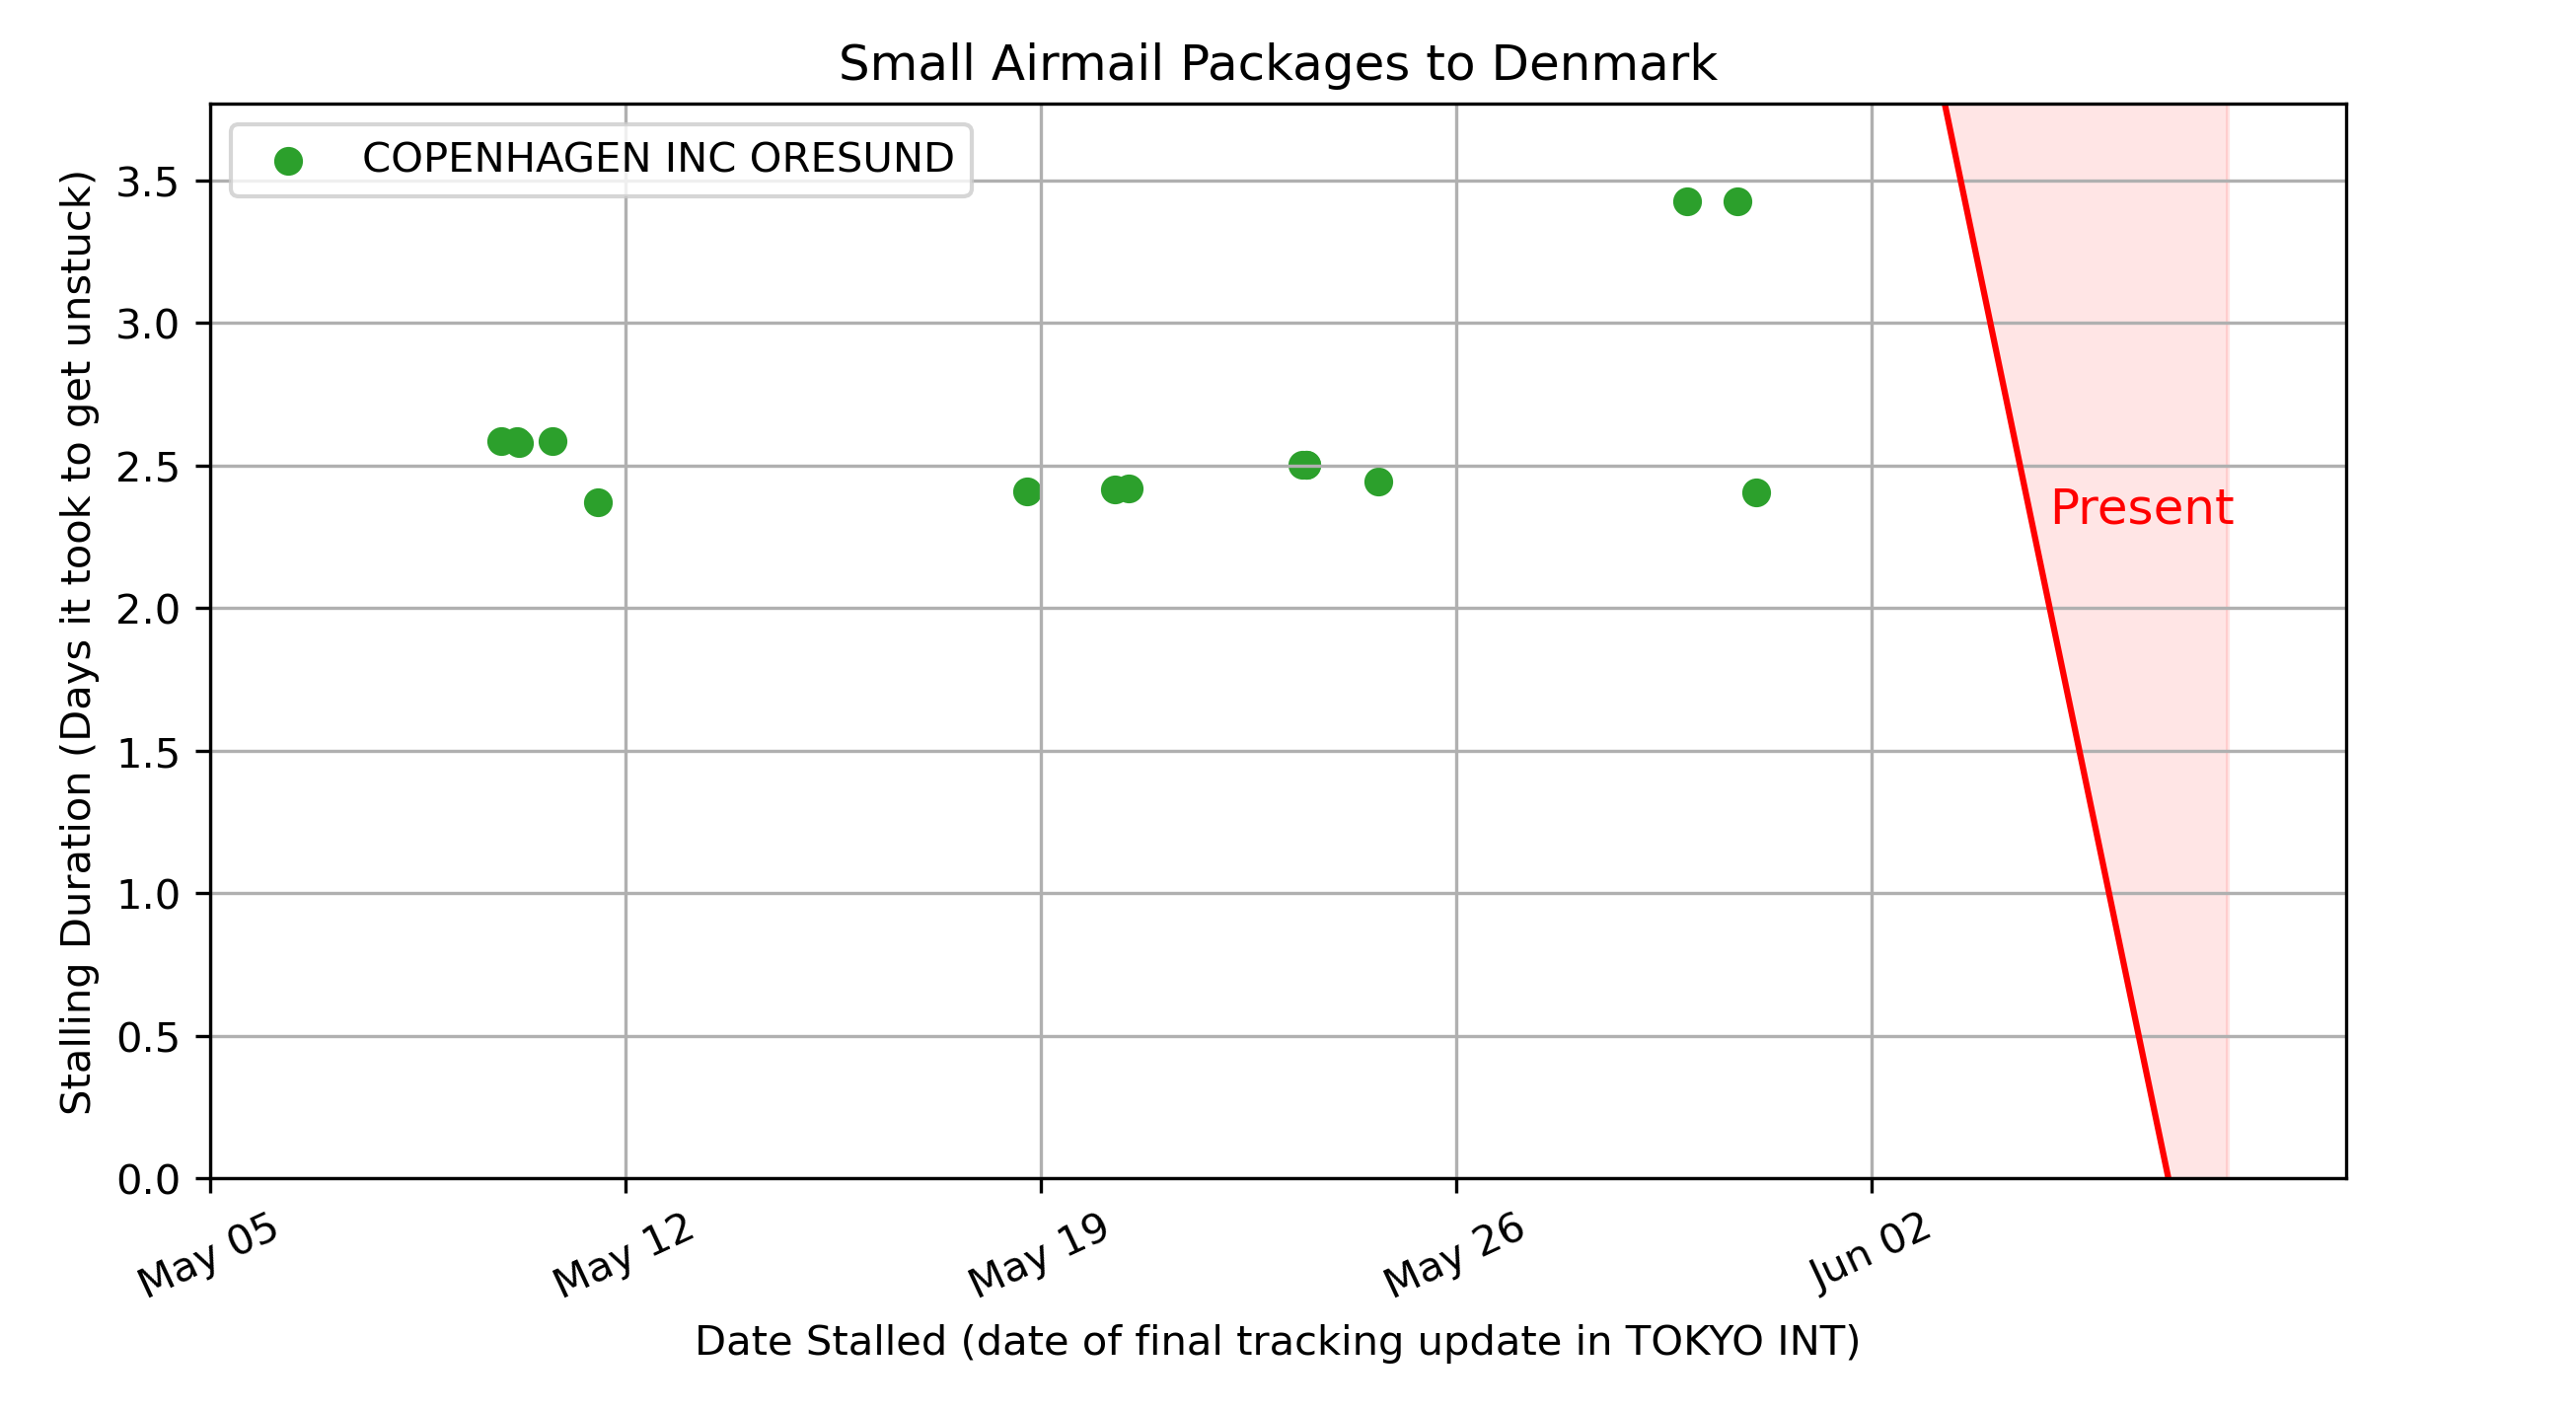 Small Airmail Packages to Denmark
COPENHAGEN INC ORESUND
Stalling Duration (Days it took to get unstuck)
3.5
3.0
2.5
2.0
1.5
1.0
0.5
0.0
Present
May 05
May 12
May 19
May 26
Jun 02
Date Stalled (date of final tracking update in TOKYO INT)